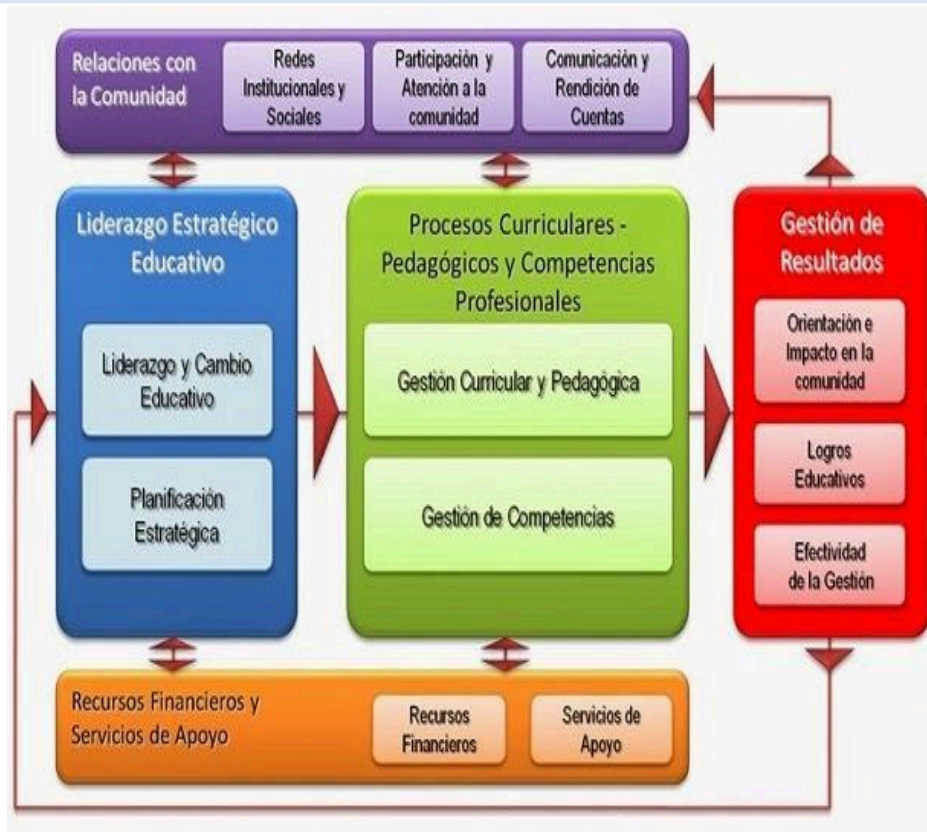 Relaciones con
la Comunidad
Redes
Institucionales y
Sociales
Participación y
Atención a la
comunidad
Comunicación y
Rendición de
Cuentas
Liderazgo Estratégico
Educativo
Liderazgo y Cambio
Educativo
Planificación
Estratégica
Procesos Curriculares -
Pedagógicos y Competencias
Profesionales
Gestión Curricular y Pedagógica
Gestión de Competencias
Gestión de
Resultados
Orientación e
Impacto en la
comunidad
Logros
Educativos
Efectividad
de la Gestión
Recursos Financieros y
Servicios de Apoyo
Recursos
Financieros
Servicios de
Apoyo